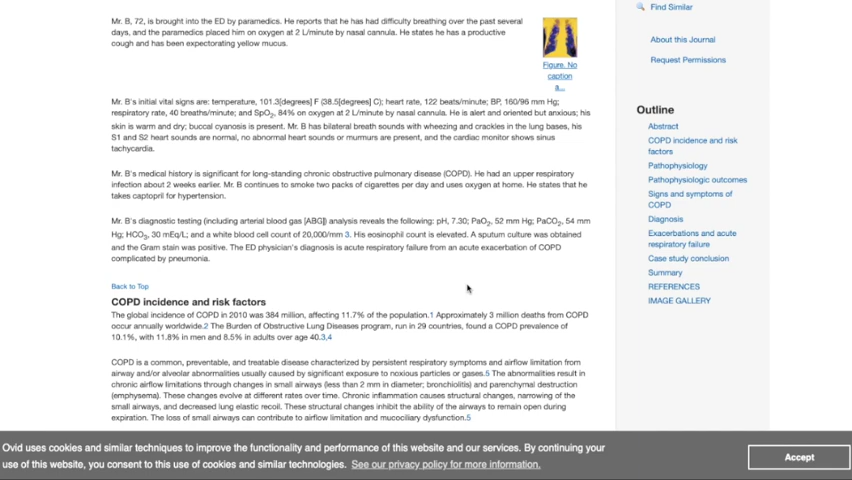 Mr. B, 72, is brought into the ED by paramedics. He reports that he has had difficulty breathing over the past several
days, and the paramedics placed him on oxygen at 2 L/minute by nasal cannula. He states he has a productive
cough and has been expectorating yellow mucus.
Figure. No
caption
a...
Mr. B's initial vital signs are: temperature, 101.3[degrees] F (38.5[degrees] C); heart rate, 122 beats/minute; BP, 160/96 mm Hg;
respiratory rate, 40 breaths/minute; and SpO2, 84% on oxygen at 2 L/minute by nasal cannula. He is alert and oriented but anxious; his
skin is warm and dry; buccal cyanosis is present. Mr. B has bilateral breath sounds with wheezing and crackles in the lung bases, his
S1 and S2 heart sounds are normal, no abnormal heart sounds or murmurs are present, and the cardiac monitor shows sinus
tachycardia.
Mr. B's medical history is significant for long-standing chronic obstructive pulmonary disease (COPD). He had an upper respiratory
infection about 2 weeks earlier. Mr. B continues to smoke two packs of cigarettes per day and uses oxygen at home. He states that he
takes captopril for hypertension.
Mr. B's diagnostic testing (including arterial blood gas [ABG]) analysis reveals the following: pH, 7.30; PaO2, 52 mm Hg; PaCO2, 54 mm
Hg; HCO3, 30 mEq/L; and a white blood cell count of 20,000/mm 3. His eosinophil count is elevated. A sputum culture was obtained
and the Gram stain was positive. The ED physician's diagnosis is acute respiratory failure from an acute exacerbation of COPD
complicated by pneumonia.
Back to Top
COPD incidence and risk factors
The global incidence of COPD in 2010 was 384 million, affecting 11.7% of the population.1 Approximately 3 million deaths from COPD
occur annually worldwide.2 The Burden of Obstructive Lung Diseases program, run in 29 countries, found a COPD prevalence of
10.1%, with 11.8% in men and 8.5% in adults over age 40.3,4
COPD is a common, preventable, and treatable disease characterized by persistent respiratory symptoms and airflow limitation from
airway and/or alveolar abnormalities usually caused by significant exposure to noxious particles or gases.5 The abnormalities result in
chronic airflow limitations through changes in small airways (less than 2 mm in diameter; bronchiolitis) and parenchymal destruction
(emphysema). These changes evolve at different rates over time. Chronic inflammation causes structural changes, narrowing of the
small airways, and decreased lung elastic recoil. These structural changes inhibit the ability of the airways to remain open during
expiration. The loss of small airways can contribute to airflow limitation and mucociliary dysfunction.5
Find Similar
About this Journal
Request Permissions
Outline
Abstract
COPD incidence and risk
factors
Pathophysiology
Pathophysiologic outcomes
Signs and symptoms of
COPD
Diagnosis
Exacerbations and acute
respiratory failure
Case study conclusion
Summary
REFERENCES
IMAGE GALLERY
Ovid uses cookies and similar techniques to improve the functionality and performance of this website and our services. By continuing your
use of this website, you consent to this use of cookies and similar technologies. See our privacy policy for more information.
Accept